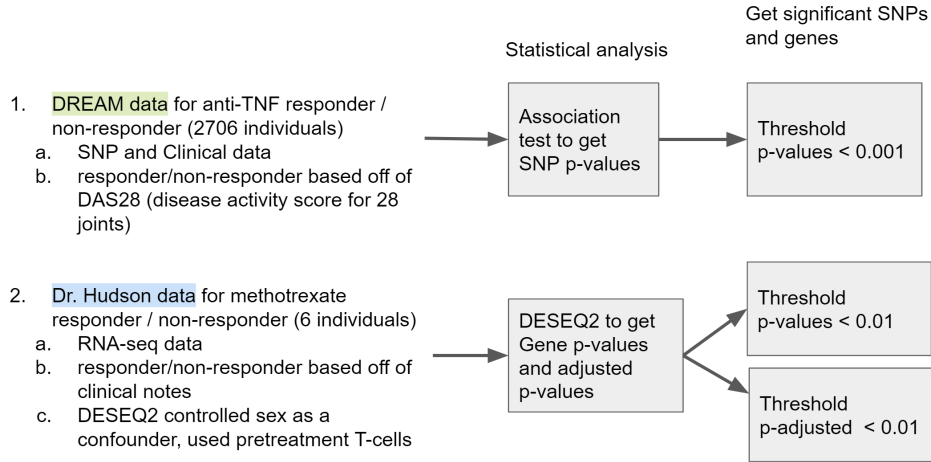 Get significant SNPs
and genes
Statistical analysis
1. DREAM data for anti-TNF responder /
non-responder (2706 individuals)
a. SNP and Clinical data
b. responder/non-responder based off of
DAS28 (disease activity score for 28
joints)
Association
test to get
SNP p-values
Threshold
p-values < 0.001
2. Dr. Hudson data for methotrexate
responder / non-responder (6 individuals)
a. RNA-seq data
b. responder/non-responder based off of
clinical notes
c. DESEQ2 controlled sex as a
confounder, used pretreatment T-cells
DESEQ2 to get
Gene p-values
and adjusted
p-values
Threshold
p-values < 0.01
Threshold
p-adjusted < 0.01